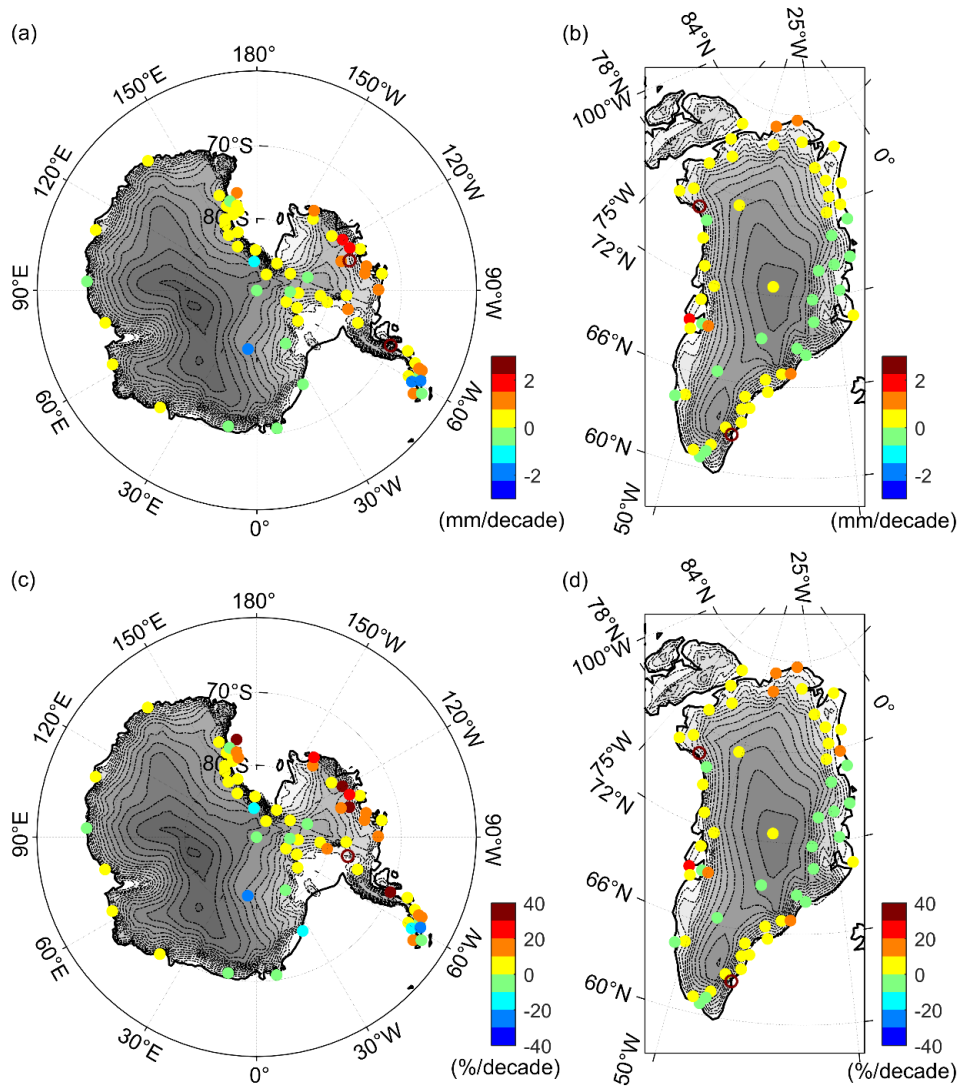 (a)
180°
150°E
150°W
120°E
120°W
70°S
80°S
90°E
90°W
60°E
60°W
30°E
30°W
0°
2
0
-2
(mm/decade)
(b)
84°N
25°W
78°N
100°W
0°
75°W
72°N
66°N
60°N
50°W
2
0
-2
(mm/decade)
(c)
180°
150°E
150°W
120°E
120°W
70°S
80°S
90°E
90°W
60°E
60°W
30°E
30°W
0°
40
20
0
-20
-40
(%/decade)
(d)
84°N
25°W
78°N
100°W
0°
75°W
72°N
66°N
60°N
50°W
40
20
0
-20
-40
(%/decade)